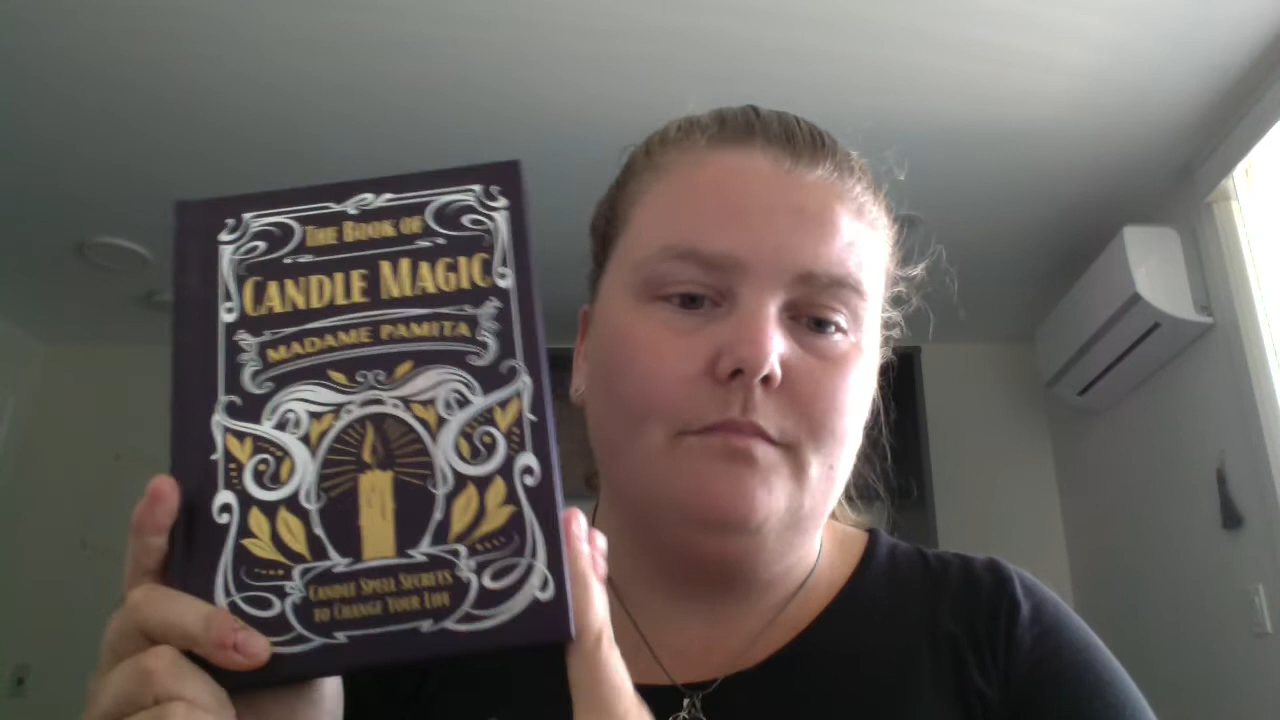 The Book of
Candle Magic
Madame Pamita
Candle Spell Secrets
to Change Your Life